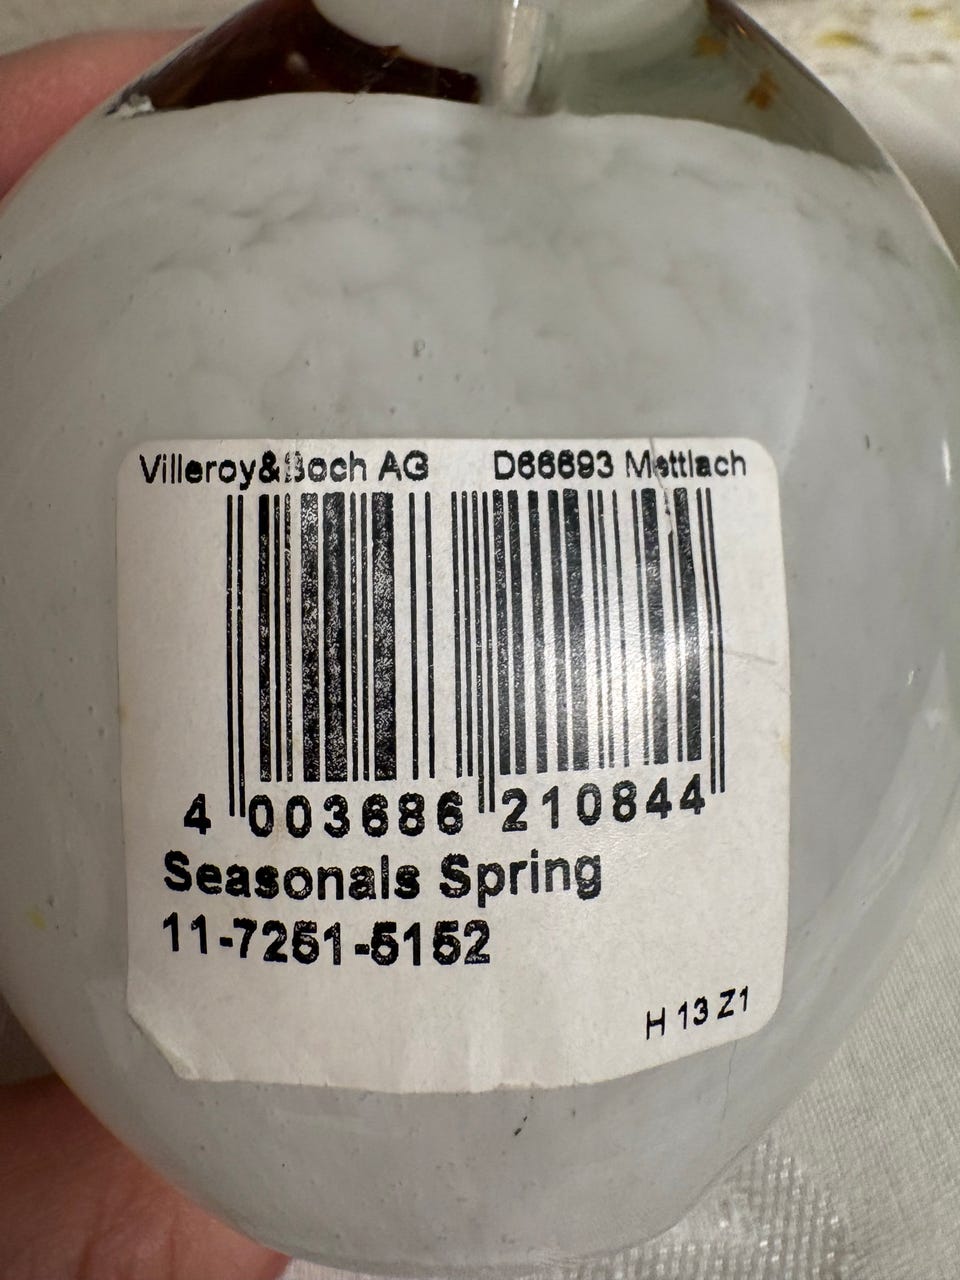 Villeroy&Boch AG D66693 Mettlach
4 003686 210844
Seasonals Spring
11-7251-5152
H 13 Z1